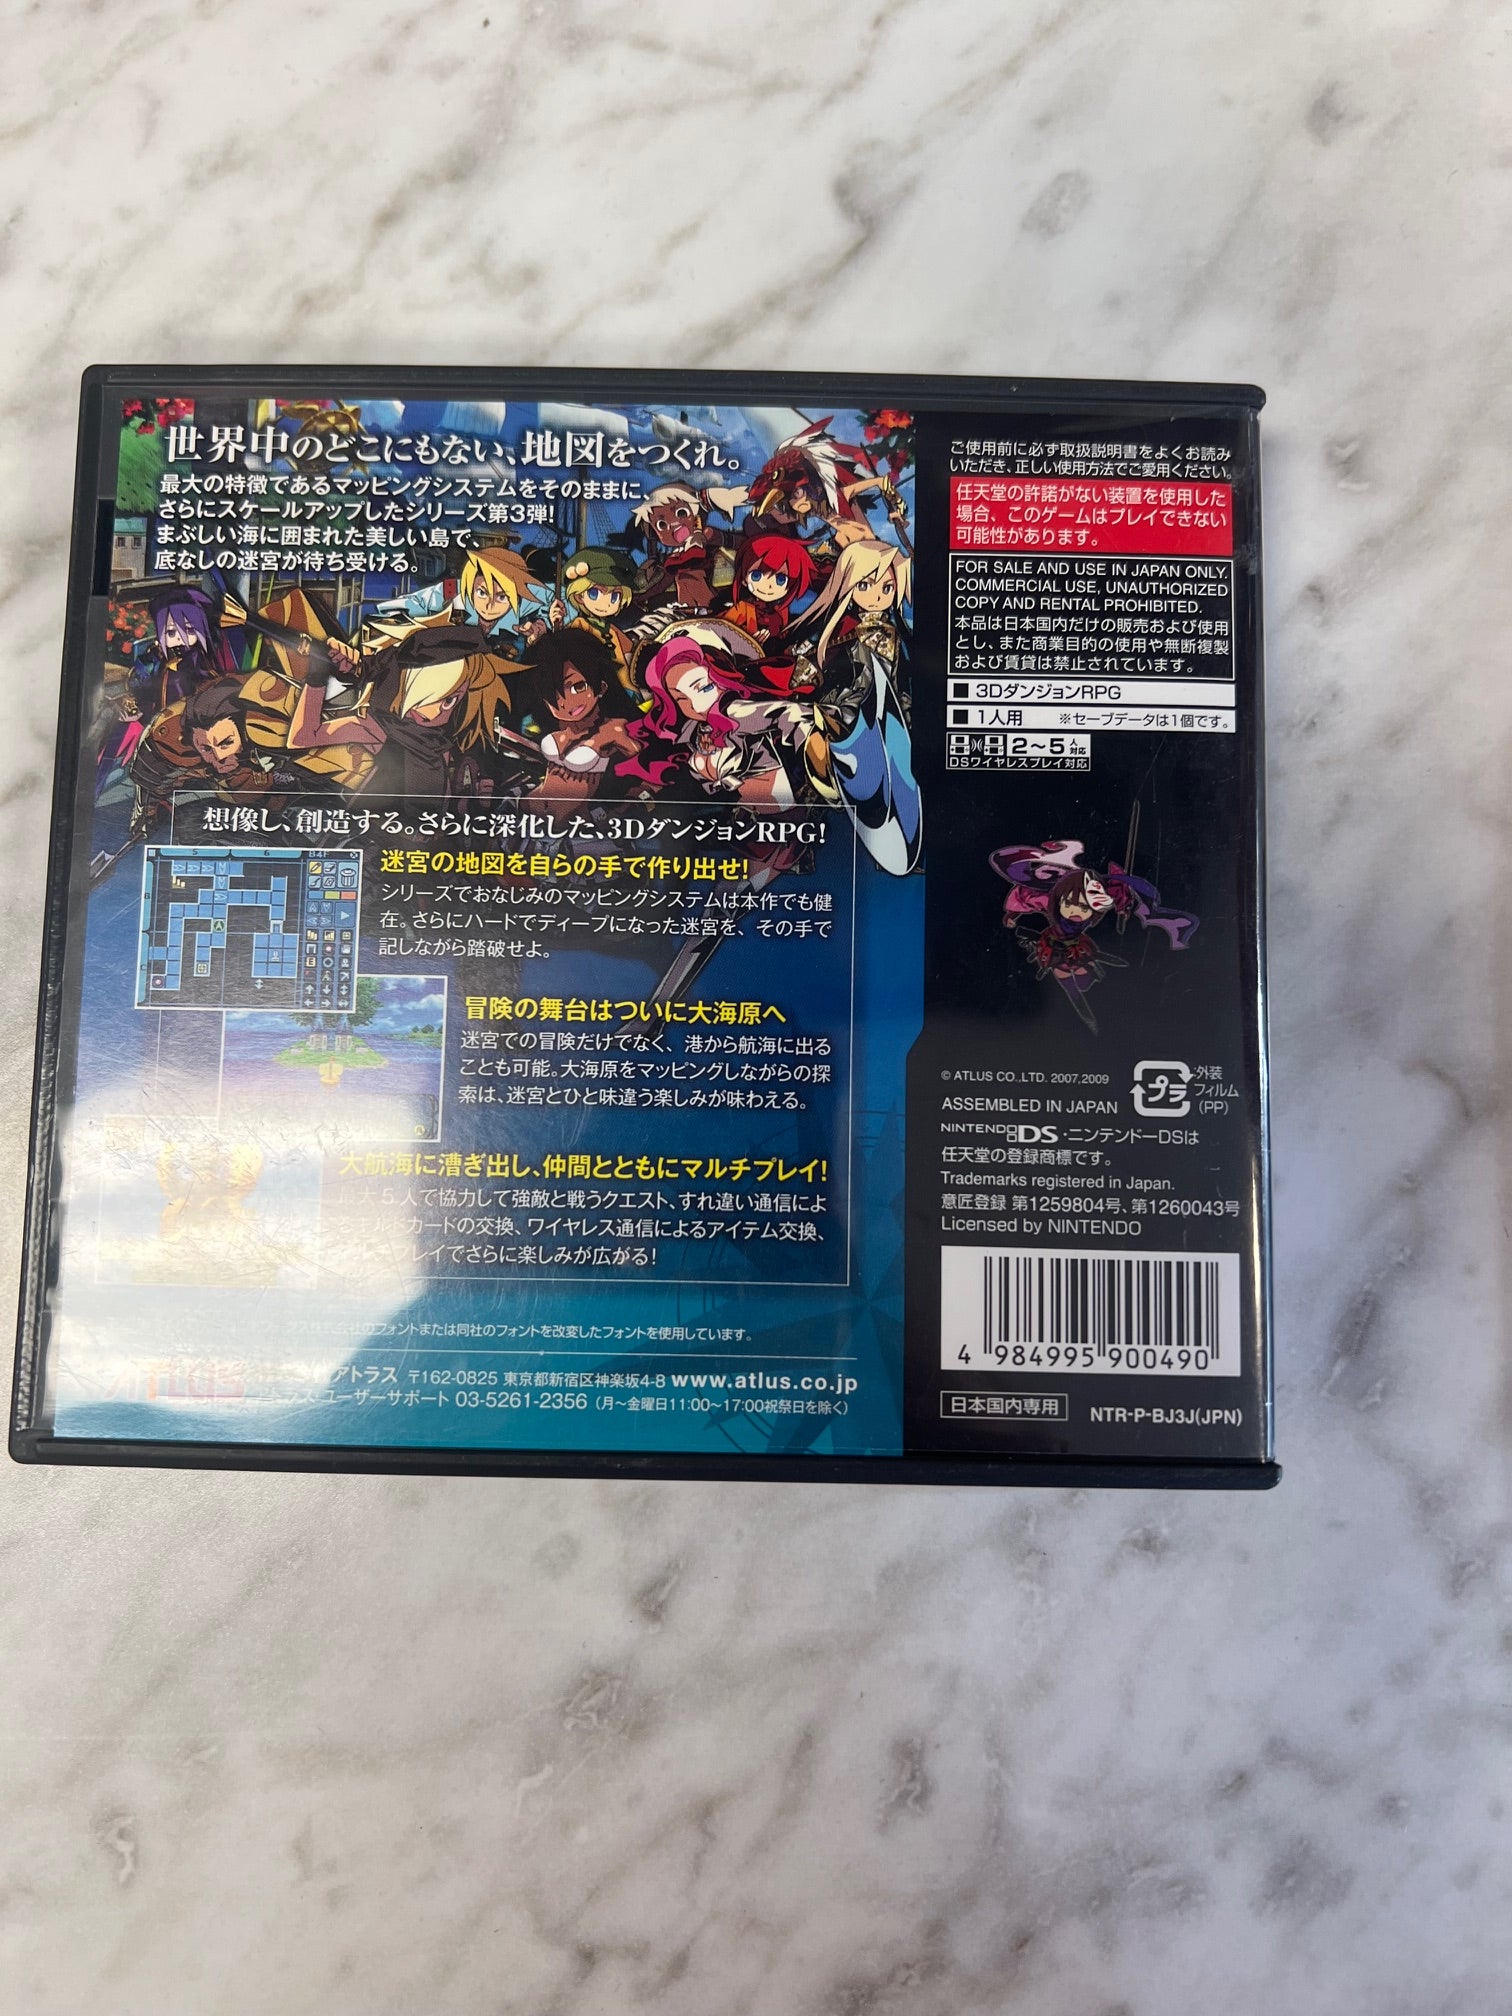 世界中のどこにもない、地図をつくれ。
最大の特徴であるマッピングシステムをそのままに、
さらにスケールアップしたシリーズ第3弾!
まぶしい海に囲まれた美しい島で、
底なしの迷宮が待ち受ける。
想像し、創造する。さらに深化した、3DダンジョンRPG!
迷宮の地図を自らの手で作り出せ!
シリーズでおなじみのマッピングシステムは本作でも健
在。さらにハードでディープになった迷宮を、その手で
記しながら踏破せよ。
B4F
冒険の舞台はついに大海原へ
迷宮での冒険だけでなく、港から航海に出る
ことも可能。大海原をマッピングしながらの探
索は、迷宮とひと味違う楽しみが味わえる。
大航海に漕ぎ出し、仲間とともにマルチプレイ!
最大5人で協力して強敵と戦うクエスト、すれ違い通信によ
ルドカードの交換、ワイヤレス通信によるアイテム交換、
プレイでさらに楽しみが広がる!
株式会社のフォントまたは同社のフォントを改変したフォントを使用しています。
ATLUS
アトラス 〒162-0825 東京都新宿区神楽坂4-8 www.atlus.co.jp
アトラス・ユーザーサポート 03-5261-2356 (月~金曜日11:00~17:00祝祭日を除く)
ご使用前に必ず取扱説明書をよくお読み
いただき、正しい使用方法でご愛用ください。
任天堂の許諾がない装置を使用した
場合、このゲームはプレイできない
可能性があります。
FOR SALE AND USE IN JAPAN ONLY.
COMMERCIAL USE, UNAUTHORIZED
COPY AND RENTAL PROHIBITED.
本品は日本国内だけの販売および使用
とし、また商業目的の使用や無断複製
および賃貸は禁止されています。
■ 3DダンジョンRPG
■ 1人用 ※セーブデータは1個です。
2~5人対応
DSワイヤレスプレイ対応
© ATLUS CO.,LTD. 2007,2009
ASSEMBLED IN JAPAN
プラ
:外装
フィルム
(PP)
NINTENDO DS・ニンテンドーDSは
任天堂の登録商標です。
Trademarks registered in Japan.
意匠登録 第1259804号、第1260043号
Licensed by NINTENDO
4 984995 900490
日本国内専用
NTR-P-BJ3J(JPN)